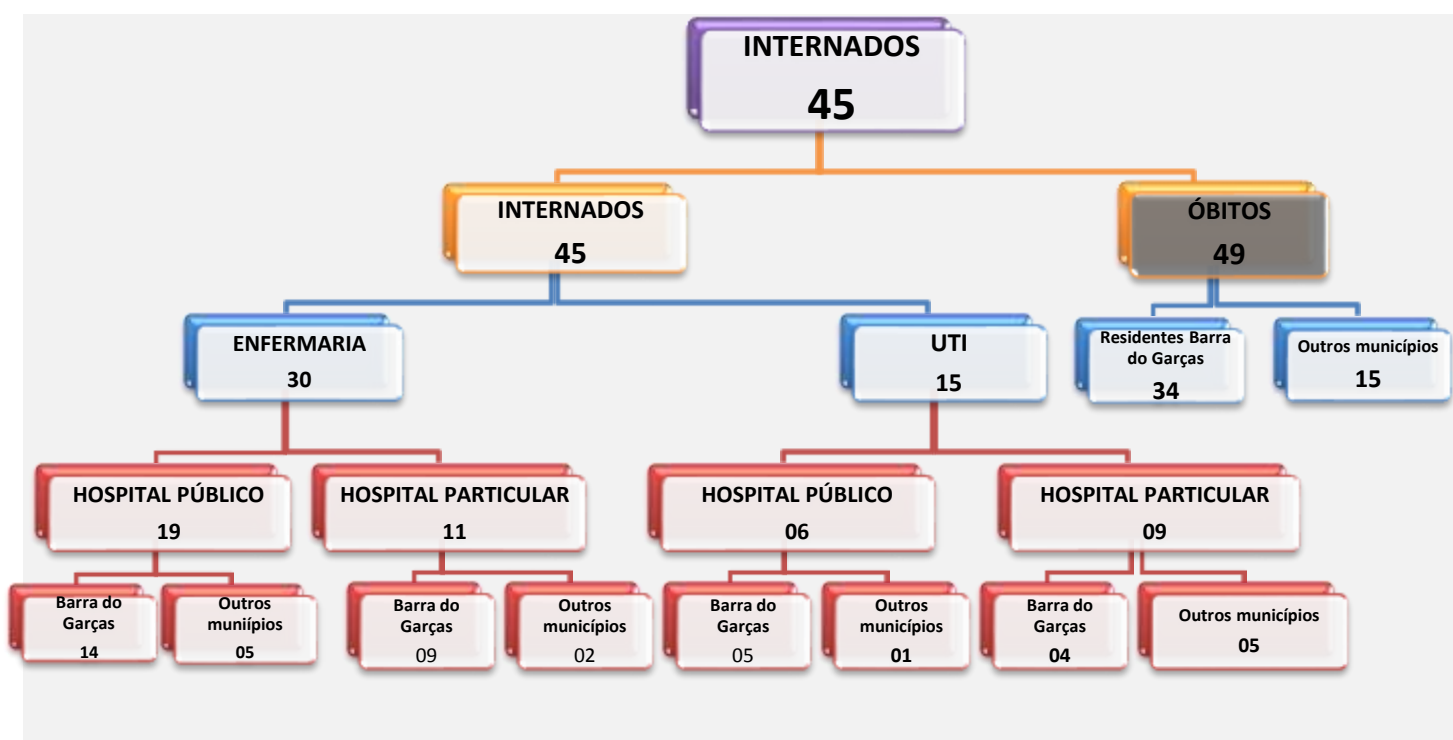 INTERNADOS
45
INTERNADOS
45
ÓBITOS
49
ENFERMARIA
30
UTI
15
Residentes Barra
do Garças
34
Outros municípios
15
HOSPITAL PÚBLICO
19
HOSPITAL PARTICULAR
11
HOSPITAL PÚBLICO
06
HOSPITAL PARTICULAR
09
Barra do
Garças
14
Outros
muniípios
05
Barra do
Garças
09
Outros
municípios
02
Barra do
Garças
05
Outros
municípios
01
Barra do
Garças
04
Outros municípios
05